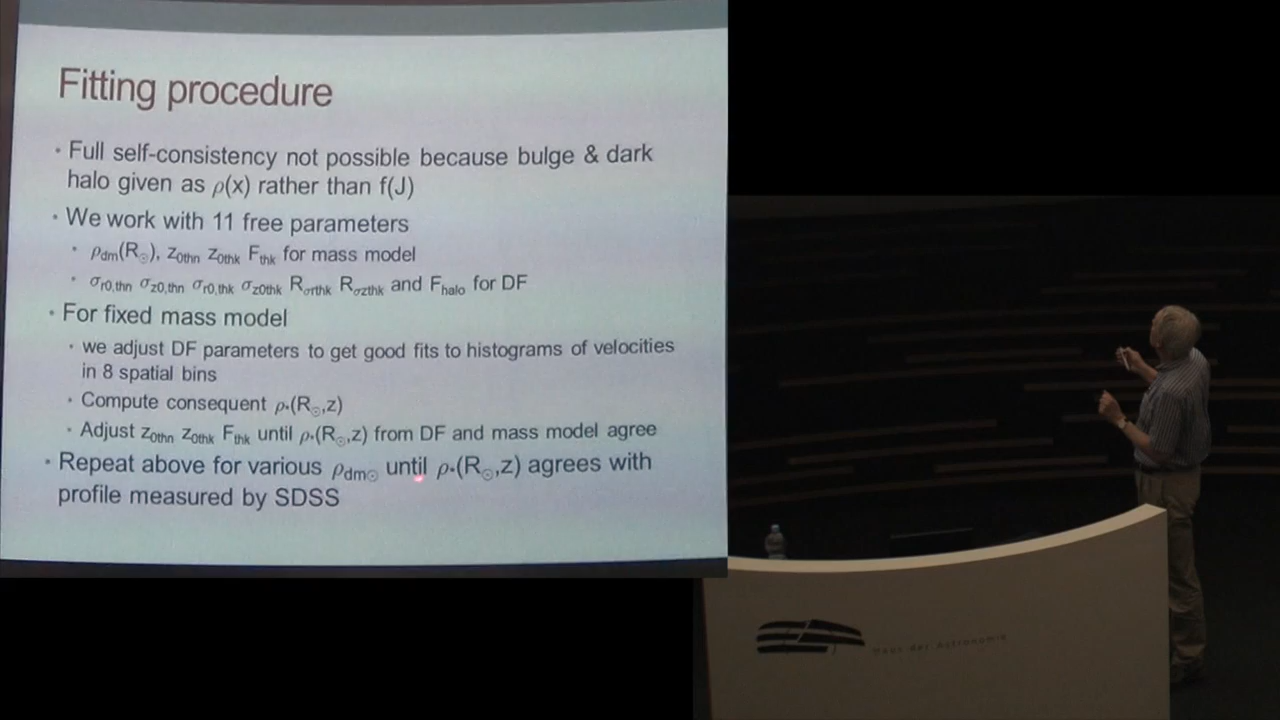 Fitting procedure
• Full self-consistency not possible because bulge & dark
halo given as ρ(x) rather than f(J)
• We work with 11 free parameters
• ρdm(R☉), z0thn z0thk Fthk for mass model
• σr0,thn σz0,thn σr0,thk σz0thk Rσrthk Rσzthk and Fhalo for DF
• For fixed mass model
• we adjust DF parameters to get good fits to histograms of velocities
in 8 spatial bins
• Compute consequent ρ*(R☉,z)
• Adjust z0thn z0thk Fthk until ρ*(R☉,z) from DF and mass model agree
• Repeat above for various ρdm☉ until ρ*(R☉,z) agrees with
profile measured by SDSS
Haus der Astronomie